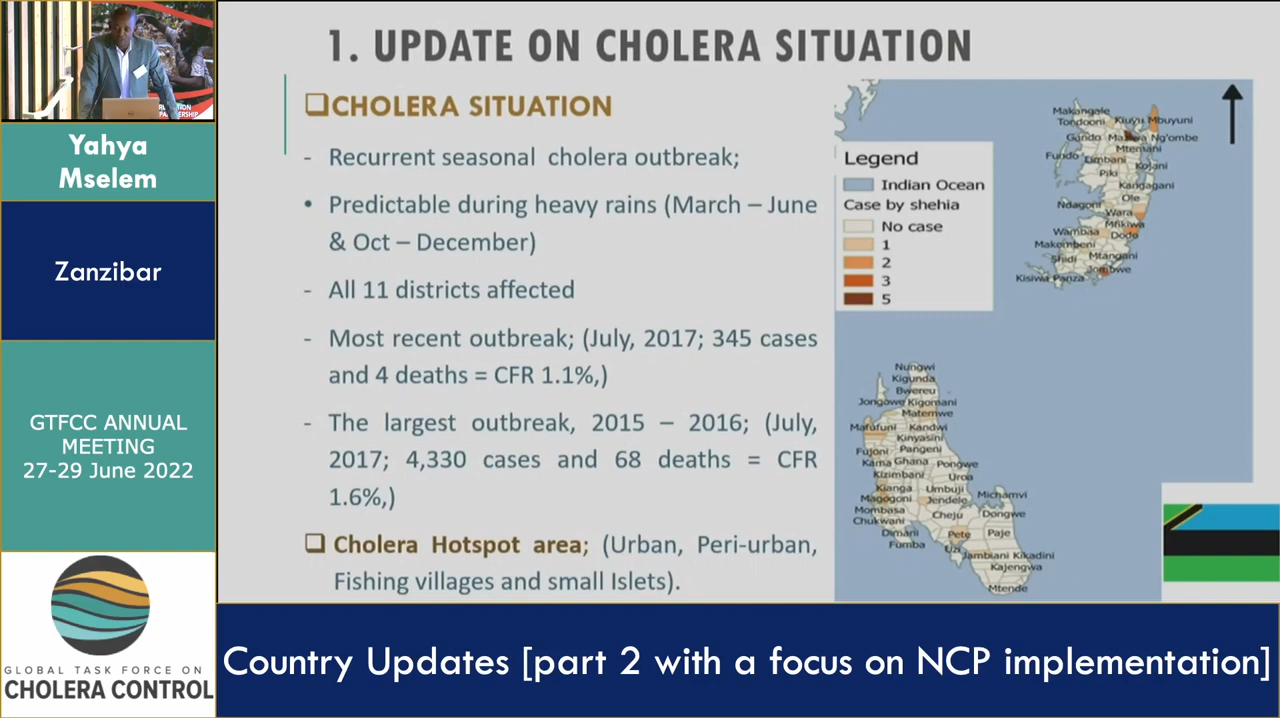 1. UPDATE ON CHOLERA SITUATION
❑CHOLERA SITUATION
- Recurrent seasonal cholera outbreak;
• Predictable during heavy rains (March – June
& Oct – December)
- All 11 districts affected
- Most recent outbreak; (July, 2017; 345 cases
and 4 deaths = CFR 1.1%,)
- The largest outbreak, 2015 – 2016; (July,
2017; 4,330 cases and 68 deaths = CFR
1.6%,)
❑ Cholera Hotspot area; (Urban, Peri-urban,
Fishing villages and small Islets).
Legend
Indian Ocean
Case by shehia
No case
1
2
3
5
Makangale
Tondooni
Kiuyu Mbuyuni
Gando
Ng'ombe
Mtemani
Fundo
Limbani
Kojani
Piki
Kangagani
Ole
Ndagoni
Wara
Mfikiwa
Wambaa
Dodo
Makombeni
Shidi
Mtangani
Jombwe
Kisiwa Panza
Nungwi
Kigunda
Bwereu
Jongowe Kigomani
Matemwe
Mafufuni
Kandwi
Kinyasini
Fujoni
Pangeni
Kama Ghana
Pongwe
Kizimbani
Uroa
Kianga
Umbuji
Magogoni
Jendele
Michamvi
Mombasa
Cheju
Dongwe
Chukwani
Dimani
Pete
Paje
Fumba
Uzi
Jambiani Kikadini
Kajengwa
Mtende
Yahya
Mselem
Zanzibar
GTFCC ANNUAL
MEETING
27-29 June 2022
GLOBAL TASK FORCE ON
CHOLERA CONTROL
Country Updates [part 2 with a focus on NCP implementation]